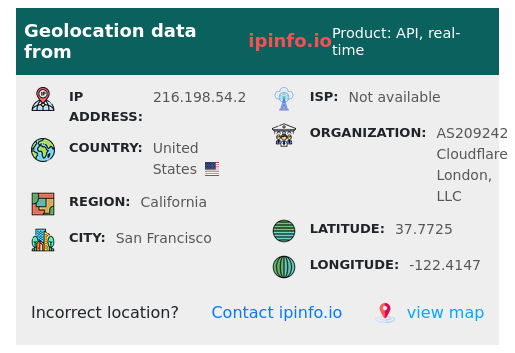 Geolocation data from ipinfo.io Product: API, real-time
IP ADDRESS: 216.198.54.2
COUNTRY: United States
REGION: California
CITY: San Francisco
ISP: Not available
ORGANIZATION: AS209242 Cloudflare London, LLC
LATITUDE: 37.7725
LONGITUDE: -122.4147
Incorrect location? Contact ipinfo.io view map